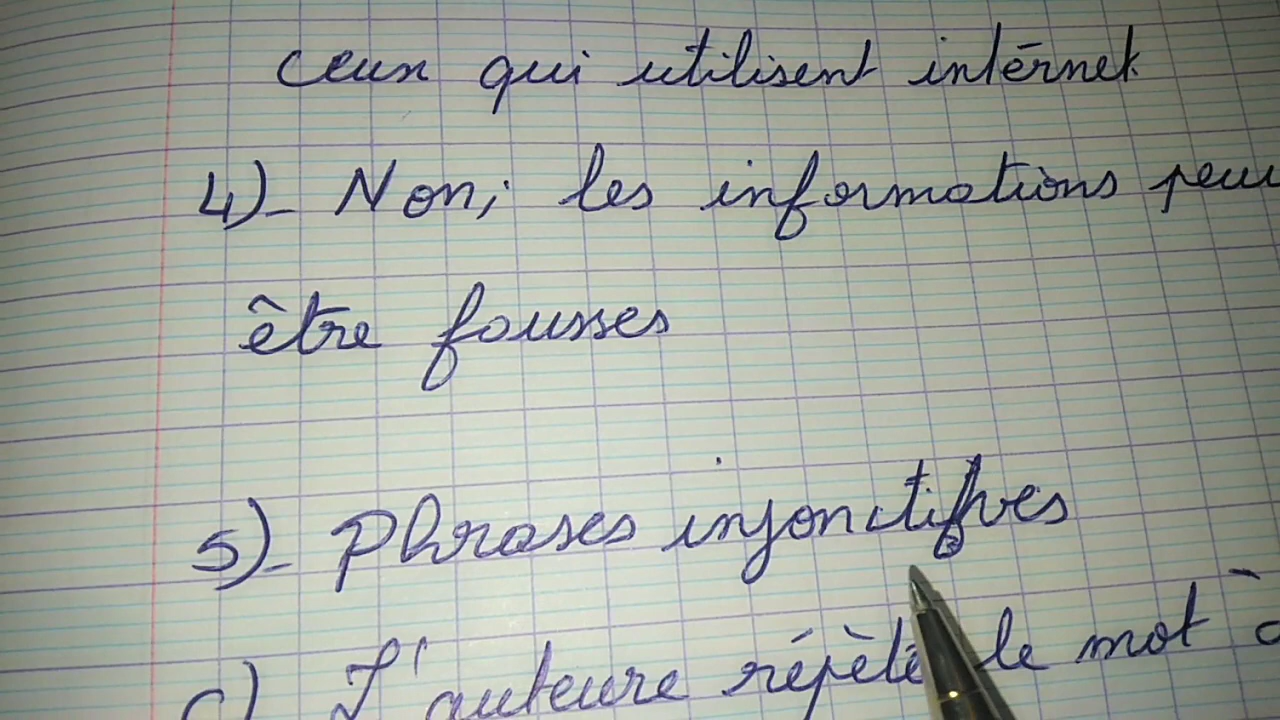 ceux qui utilisent internet
4)- Non; les informations peu
être fausses
5)- Phrases injonctives
L'auteure répète le mot